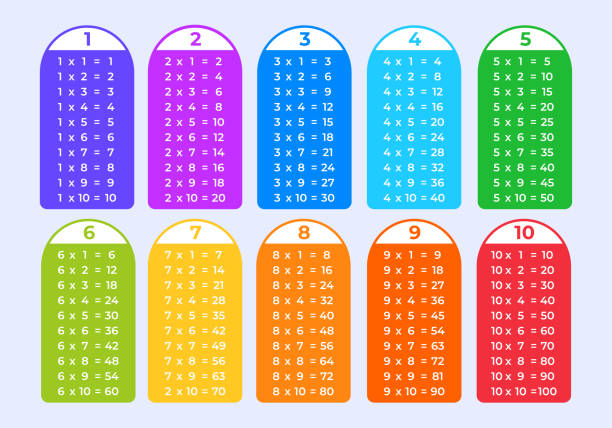 1
1 x 1 = 1
1 x 2 = 2
1 x 3 = 3
1 x 4 = 4
1 x 5 = 5
1 x 6 = 6
1 x 7 = 7
1 x 8 = 8
1 x 9 = 9
1 x 10 = 10
2
2 x 1 = 2
2 x 2 = 4
2 x 3 = 6
2 x 4 = 8
2 x 5 = 10
2 x 6 = 12
2 x 7 = 14
2 x 8 = 16
2 x 9 = 18
2 x 10 = 20
3
3 x 1 = 3
3 x 2 = 6
3 x 3 = 9
3 x 4 = 12
3 x 5 = 15
3 x 6 = 18
3 x 7 = 21
3 x 8 = 24
3 x 9 = 27
3 x 10 = 30
4
4 x 1 = 4
4 x 2 = 8
4 x 3 = 12
4 x 4 = 16
4 x 5 = 20
4 x 6 = 24
4 x 7 = 28
4 x 8 = 32
4 x 9 = 36
4 x 10 = 40
5
5 x 1 = 5
5 x 2 = 10
5 x 3 = 15
5 x 4 = 20
5 x 5 = 25
5 x 6 = 30
5 x 7 = 35
5 x 8 = 40
5 x 9 = 45
5 x 10 = 50
6
6 x 1 = 6
6 x 2 = 12
6 x 3 = 18
6 x 4 = 24
6 x 5 = 30
6 x 6 = 36
6 x 7 = 42
6 x 8 = 48
6 x 9 = 54
6 x 10 = 60
7
7 x 1 = 7
7 x 2 = 14
7 x 3 = 21
7 x 4 = 28
7 x 5 = 35
7 x 6 = 42
7 x 7 = 49
7 x 8 = 56
7 x 9 = 63
2 x 10 = 70
8
8 x 1 = 8
8 x 2 = 16
8 x 3 = 24
8 x 4 = 32
8 x 5 = 40
8 x 6 = 48
8 x 7 = 56
8 x 8 = 64
8 x 9 = 72
8 x 10 = 80
9
9 x 1 = 9
9 x 2 = 18
9 x 3 = 27
9 x 4 = 36
9 x 5 = 45
9 x 6 = 54
9 x 7 = 63
9 x 8 = 72
9 x 9 = 81
9 x 10 = 90
10
10 x 1 = 10
10 x 2 = 20
10 x 3 = 30
10 x 4 = 40
10 x 5 = 50
10 x 6 = 60
10 x 7 = 70
10 x 8 = 80
10 x 9 = 90
10 x 10 =100